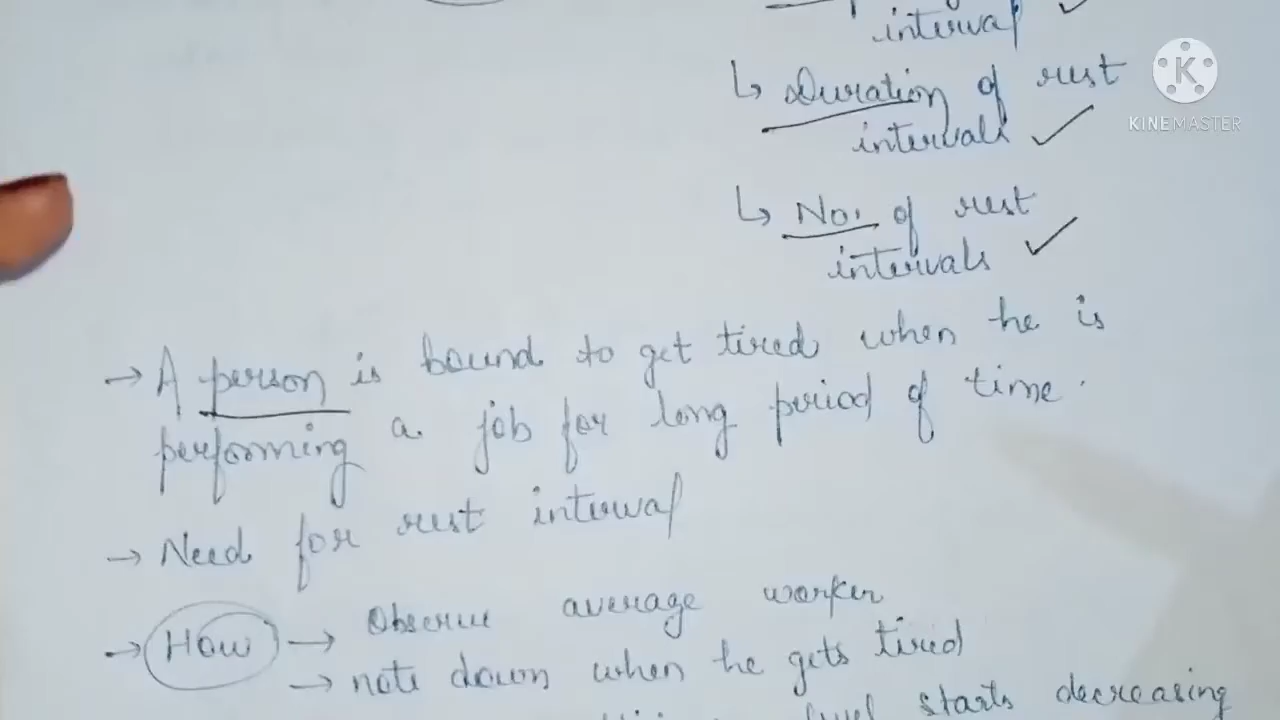 interval ✓
↳ Duration of rest
intervals ✓
↳ No. of rest
intervals ✓
→ A person is bound to get tired when he is
performing a job for long period of time.
→ Need for rest interval
→ How → Observe average worker
→ note down when he gets tired
level starts decreasing
KINEMASTER